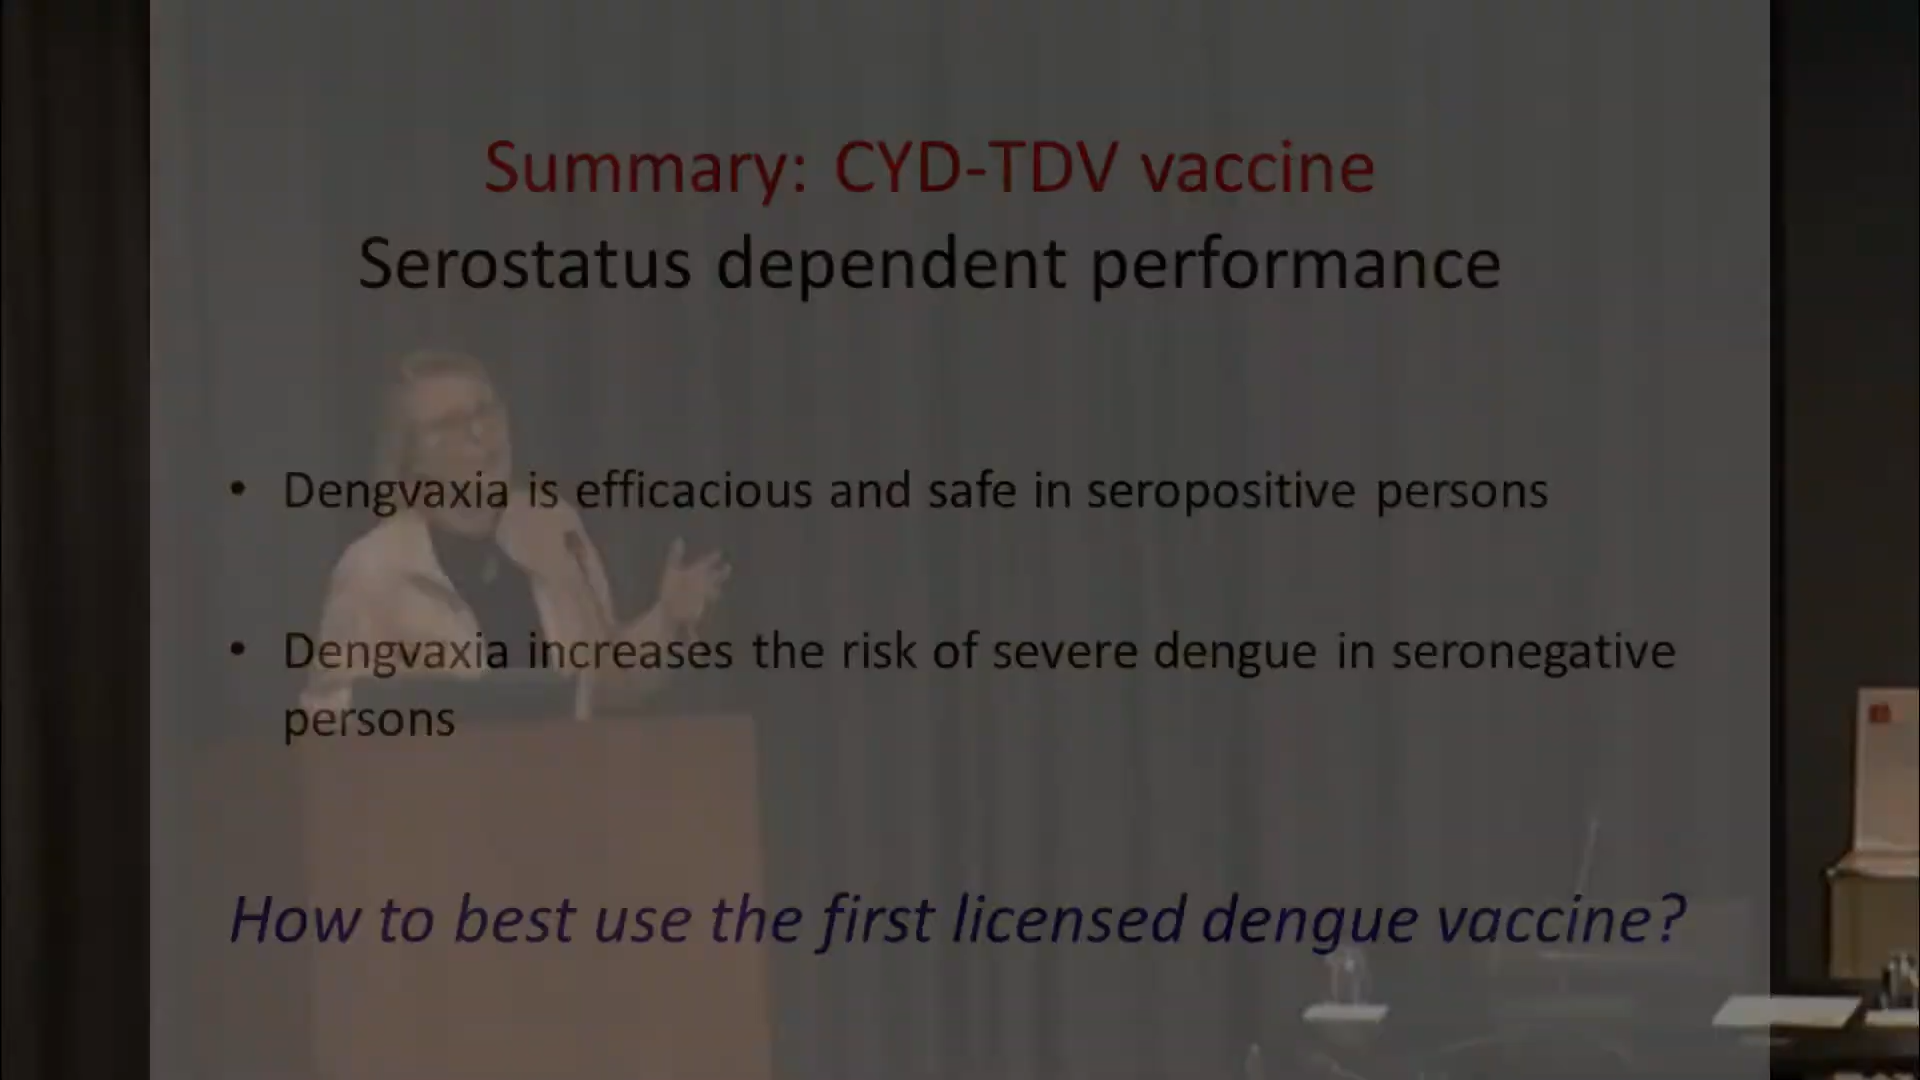 Summary: CYD-TDV vaccine
Serostatus dependent performance
• Dengvaxia is efficacious and safe in seropositive persons
• Dengvaxia increases the risk of severe dengue in seronegative
persons
How to best use the first licensed dengue vaccine?